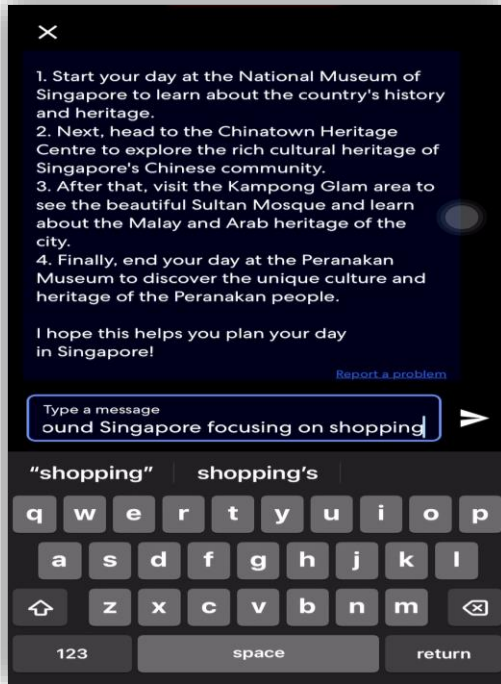 1. Start your day at the National Museum of
Singapore to learn about the country's history
and heritage.
2. Next, head to the Chinatown Heritage
Centre to explore the rich cultural heritage of
Singapore's Chinese community.
3. After that, visit the Kampong Glam area to
see the beautiful Sultan Mosque and learn
about the Malay and Arab heritage of the
city.
4. Finally, end your day at the Peranakan
Museum to discover the unique culture and
heritage of the Peranakan people.
I hope this helps you plan your day
in Singapore!
Report a problem
Type a message
ound Singapore focusing on shopping
“shopping” shopping's
q w e r t y u i o p
a s d f g h j k l
z x c v b n m
123 space return